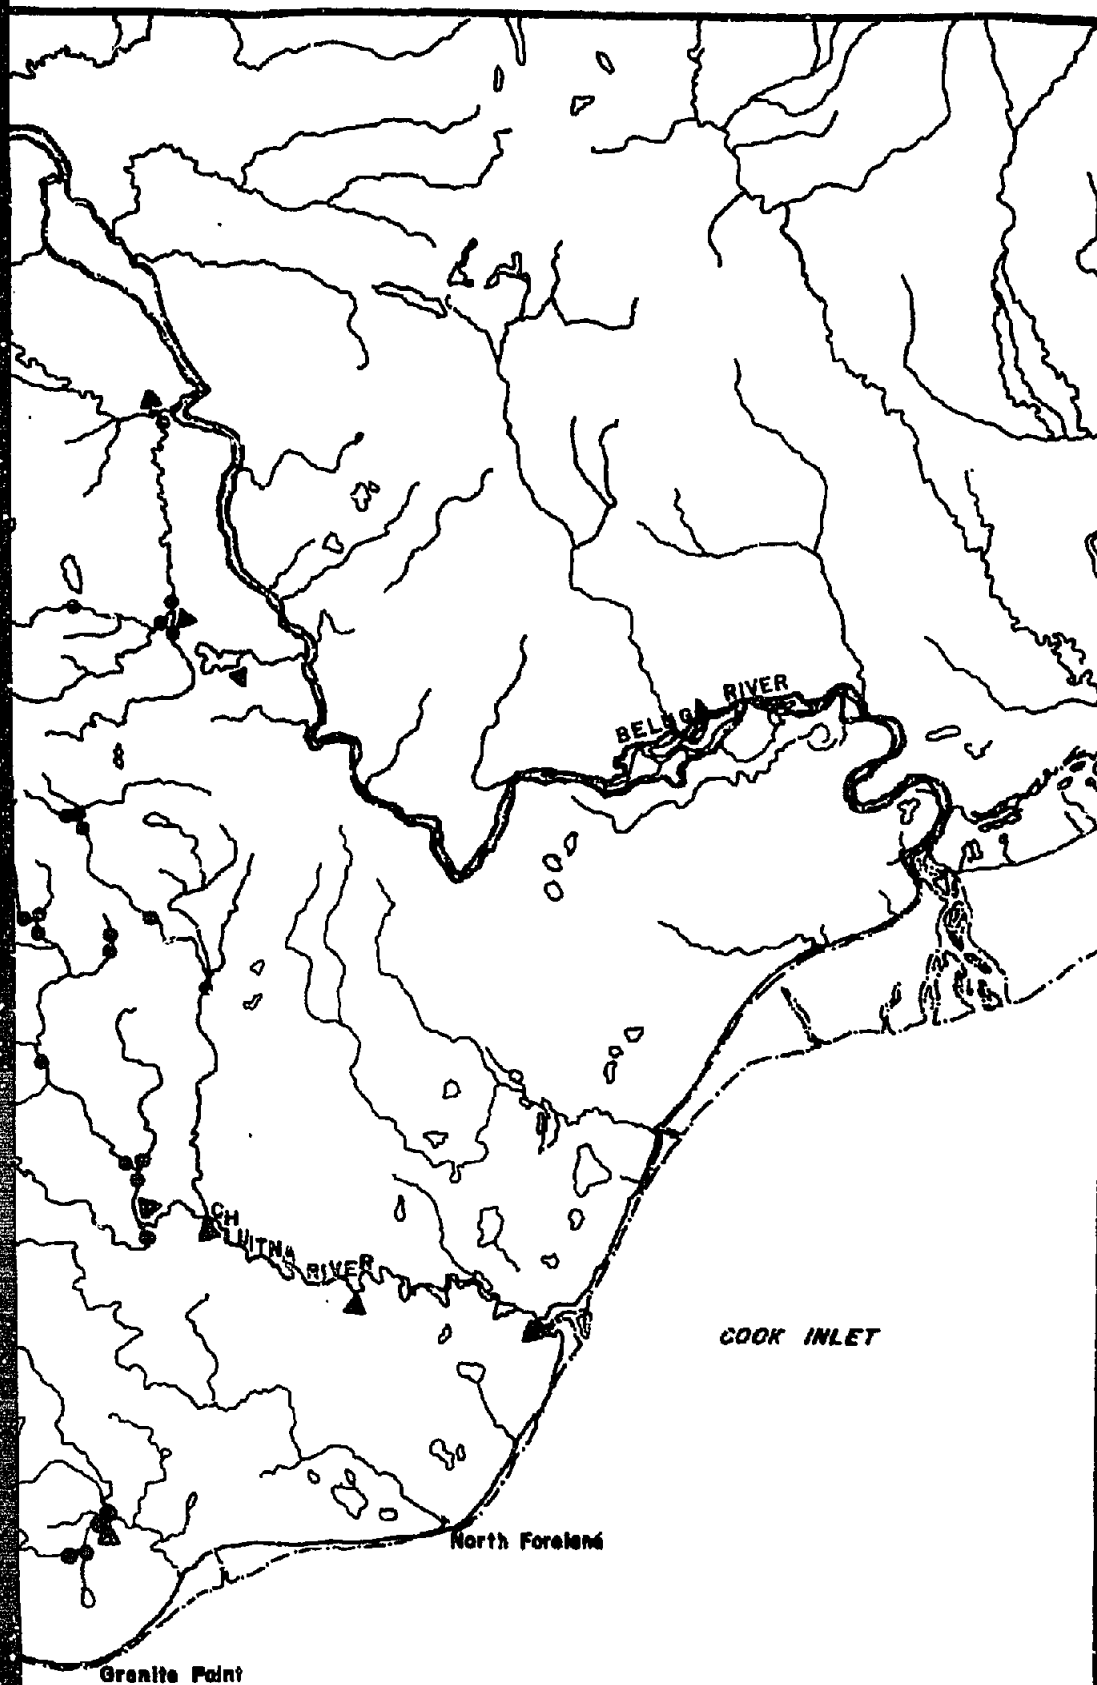 BELUGA RIVER
CHUITNA RIVER
COOK INLET
North Foreland
Granite Point